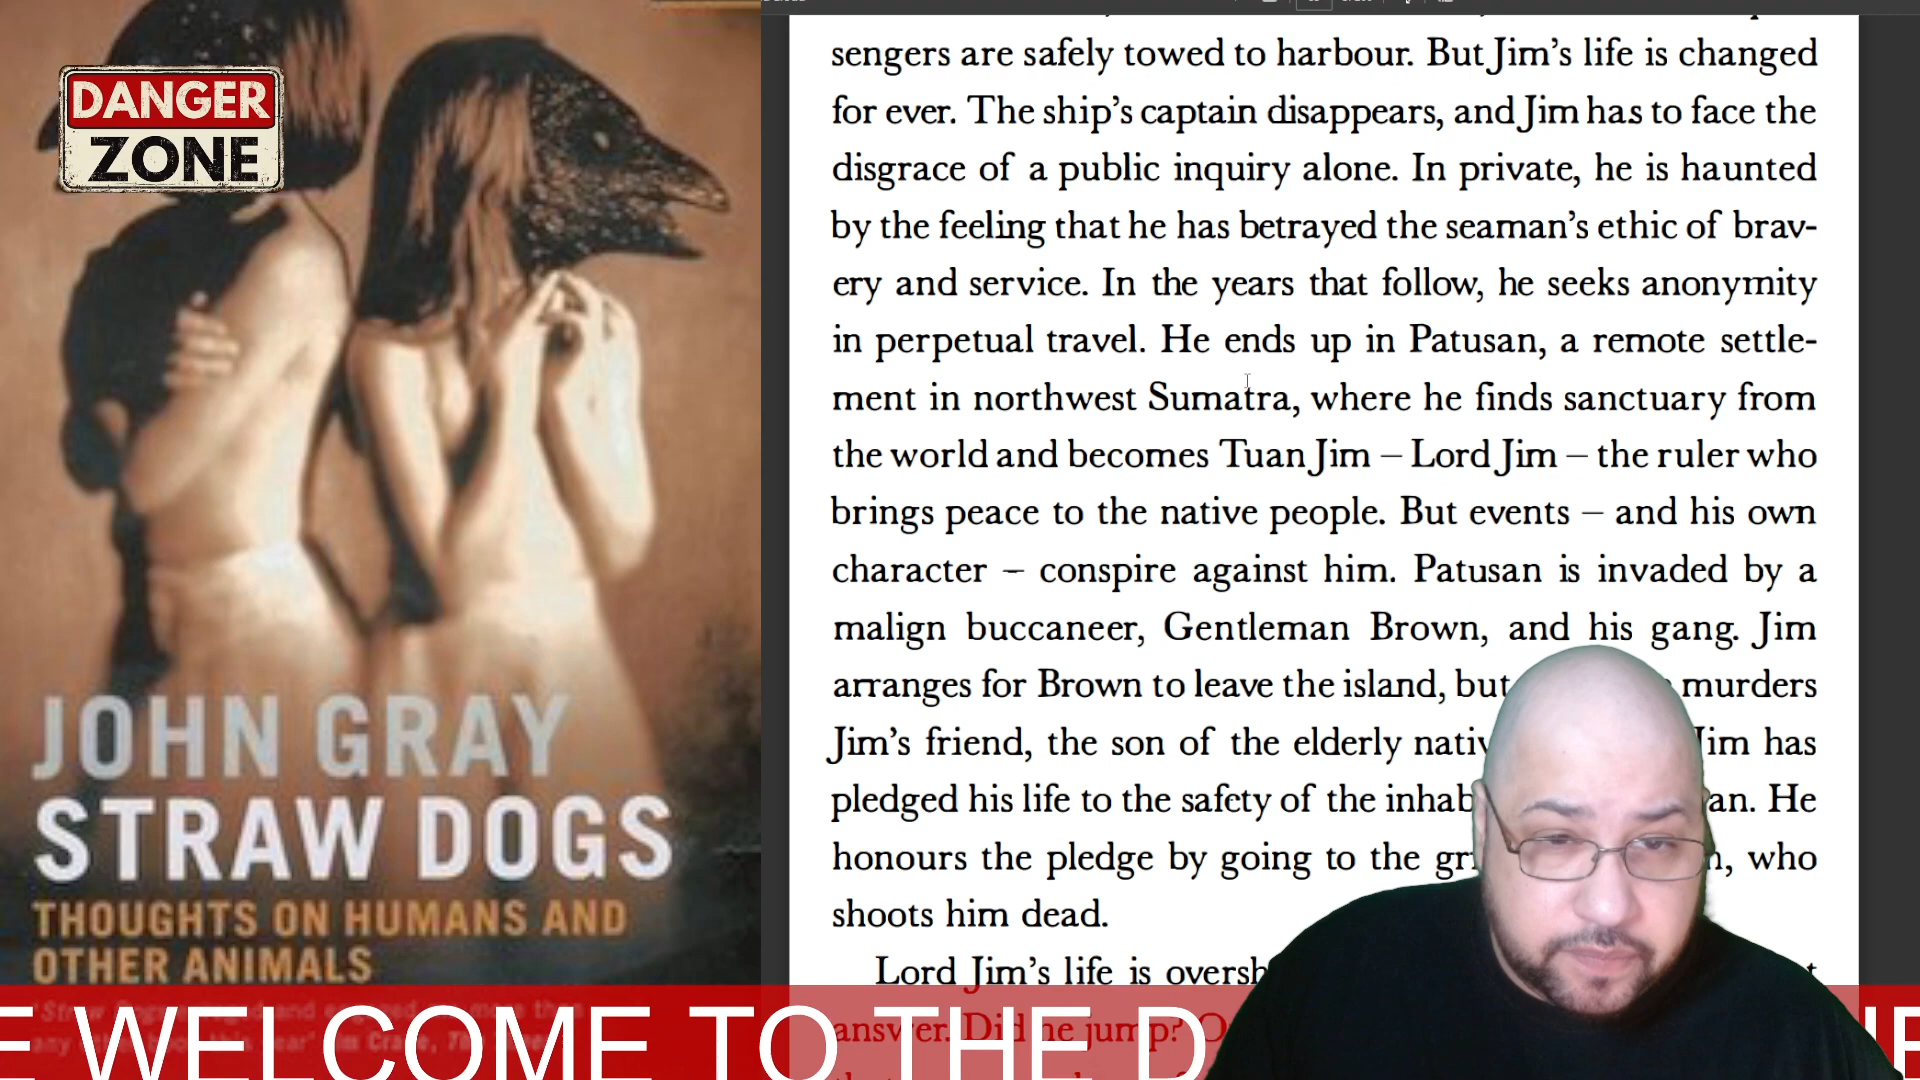 DANGER
ZONE
JOHN GRAY
STRAW DOGS
THOUGHTS ON HUMANS AND
OTHER ANIMALS
sengers are safely towed to harbour. But Jim's life is changed
for ever. The ship's captain disappears, and Jim has to face the
disgrace of a public inquiry alone. In private, he is haunted
by the feeling that he has betrayed the seaman's ethic of brav-
ery and service. In the years that follow, he seeks anonymity
in perpetual travel. He ends up in Patusan, a remote settle-
ment in northwest Sumatra, where he finds sanctuary from
the world and becomes Tuan Jim – Lord Jim – the ruler who
brings peace to the native people. But events – and his own
character – conspire against him. Patusan is invaded by a
malign buccaneer, Gentleman Brown, and his gang. Jim
arranges for Brown to leave the island, but murders
Jim's friend, the son of the elderly Jim has
pledged his life to the safety of the He
honours the pledge by going to the who
shoots him dead.
Lord Jim's life is
answer. Did he jump?
WELCOME TO THE D